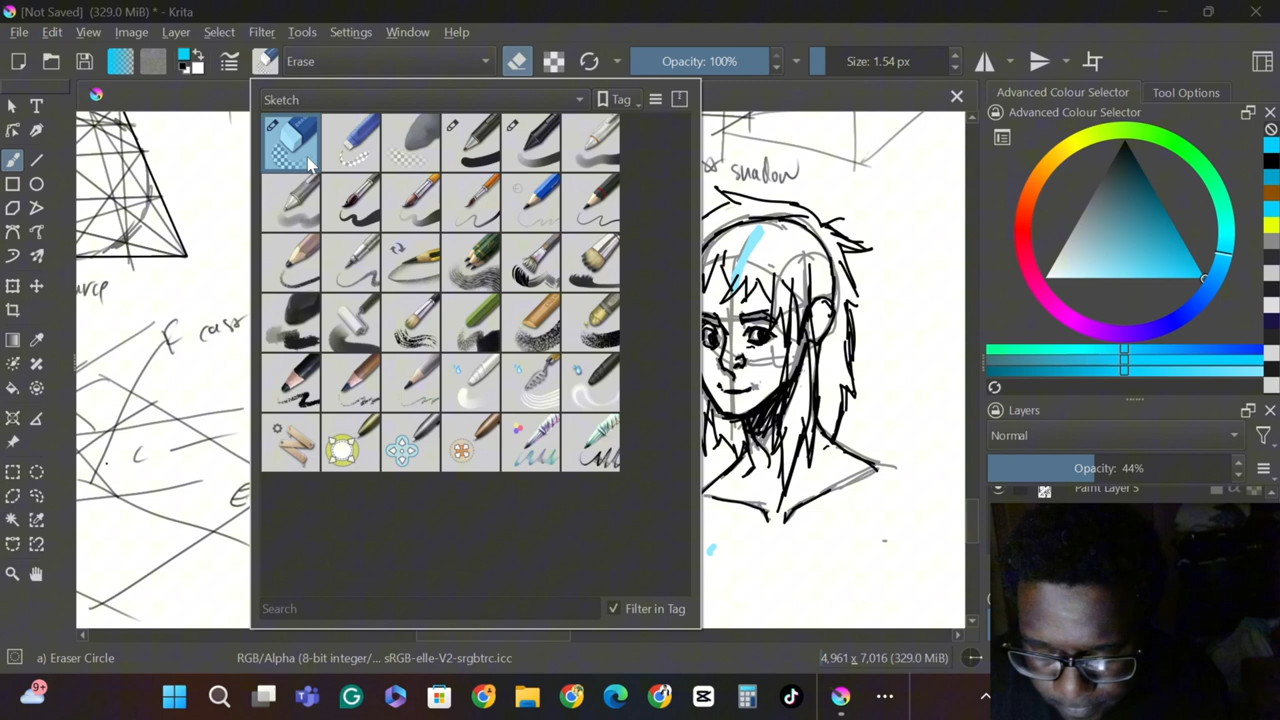 [Not Saved] (329.0 MiB) * - Krita
File Edit View Image Layer Filter Select Tools Settings Window Help
Erase
Opacity: 100%
Size: 1.54 px
Sketch
Tag
Advanced Colour Selector
Tool Options
Advanced Colour Selector
shadow
F casr
C
E
Layers
Normal
Opacity: 44%
Paint Layer 5
Search
Filter in Tag
a) Eraser Circle
RGB/Alpha (8-bit integer/... sRGB-elle-V2-srgbtrc.icc
4,961 x 7,016 (329.0 MiB)
9+